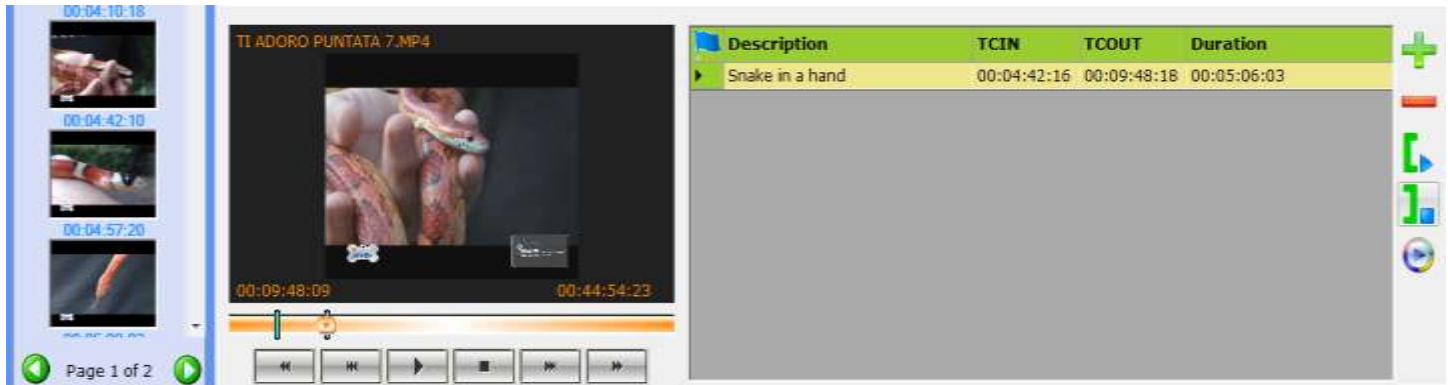 00:04:10:18
00:04:42:10
00:04:57:20
Page 1 of 2
TI ADORO PUNTATA 7.MP4
00:09:48:09 00:44:54:23
Description TCIN TCOUT Duration
Snake in a hand 00:04:42:16 00:09:48:18 00:05:06:03